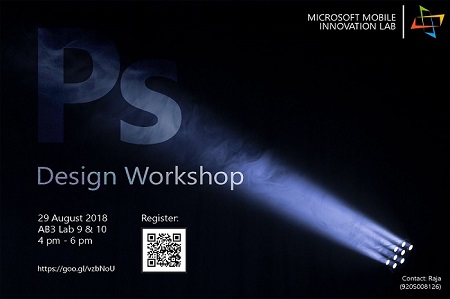 MICROSOFT MOBILE
INNOVATION LAB
Ps
Design Workshop
29 August 2018
AB3 Lab 9 & 10
4 pm - 6 pm
Register:
https://goo.gl/vzbNoU
Contact: Raja
(9205008126)